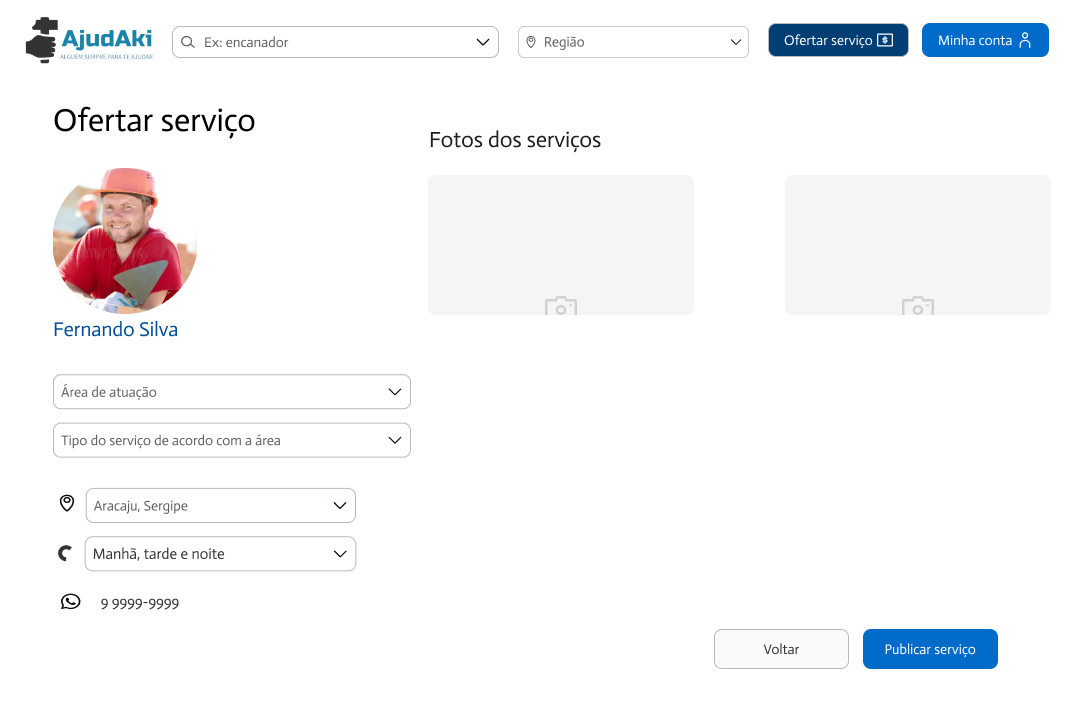 AjudAki
ALGUÉM SEMPRE PARA TE AJUDAR
Ex: encanador
Região
Ofertar serviço
Minha conta
Ofertar serviço
Fotos dos serviços
Fernando Silva
Área de atuação
Tipo do serviço de acordo com a área
Aracaju, Sergipe
Manhã, tarde e noite
9 9999-9999
Voltar
Publicar serviço